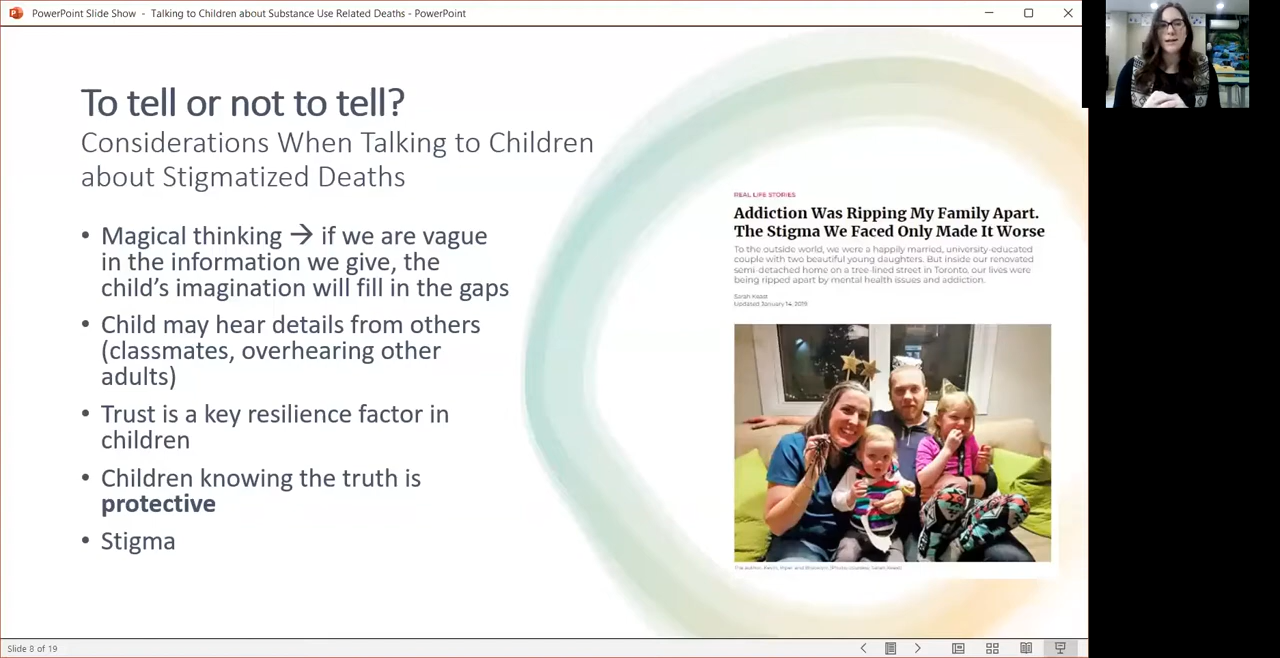 PowerPoint Slide Show - Talking to Children about Substance Use Related Deaths - PowerPoint
To tell or not to tell?
Considerations When Talking to Children
about Stigmatized Deaths
• Magical thinking → if we are vague
in the information we give, the
child's imagination will fill in the gaps
• Child may hear details from others
(classmates, overhearing other
adults)
• Trust is a key resilience factor in
children
• Children knowing the truth is
protective
• Stigma
REAL LIFE STORIES
Addiction Was Ripping My Family Apart.
The Stigma We Faced Only Made It Worse
To the outside world, we were a happily married, university-educated
couple with two beautiful young daughters. But inside our renovated
semi-detached home on a tree-lined street in Toronto, our lives were
being ripped apart by mental health issues and addiction.
Sarah Keast
Updated January 14, 2019
Slide 8 of 19